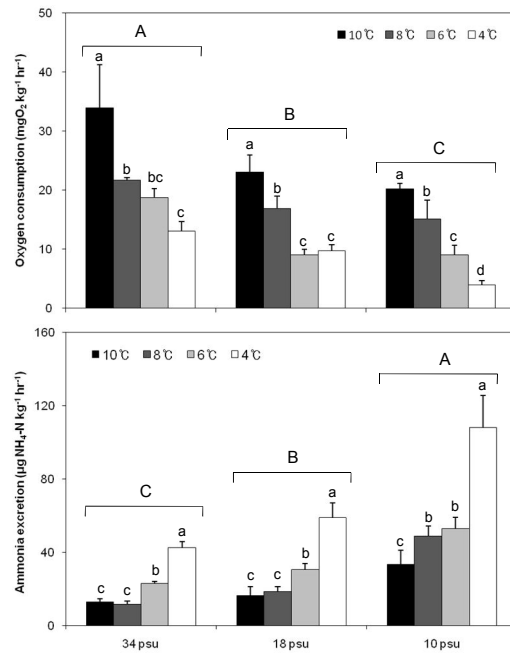 50
A
■ 10℃ ■ 8℃ ■ 6℃ □ 4℃
a
40
B
30
a
C
b
bc
a
20
b
b
c
c
c
c
10
d
0
Oxygen consumption (mgO₂ kg⁻¹ hr⁻¹)
160
■ 10℃ ■ 8℃ ■ 6℃ □ 4℃
A
a
120
B
C
a
80
a
b
b
c
40
b
b
c
c
c
c
0
34 psu 18 psu 10 psu
Ammonia excretion (µg NH₄-N kg⁻¹ hr⁻¹)